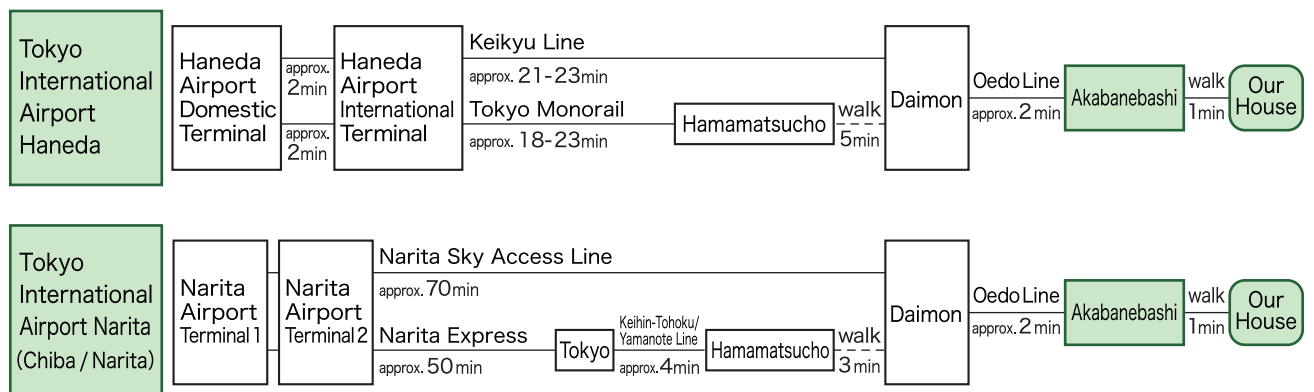 Tokyo
International
Airport
Haneda
Haneda
Airport
Domestic
Terminal
approx.
2min
approx.
2min
Haneda
Airport
International
Terminal
Keikyu Line
approx. 21-23min
Tokyo Monorail
approx. 18-23min
Hamamatsucho
walk
5min
Daimon
Oedo Line
approx. 2 min
Akabanebashi
walk
1min
Our
House
Tokyo
International
Airport Narita
(Chiba / Narita)
Narita
Airport
Terminal 1
Narita
Airport
Terminal 2
Narita Sky Access Line
approx. 70min
Narita Express
approx. 50min
Tokyo
Keihin-Tohoku/
Yamanote Line
approx. 4min
Hamamatsucho
walk
3min
Daimon
Oedo Line
approx. 2 min
Akabanebashi
walk
1min
Our
House